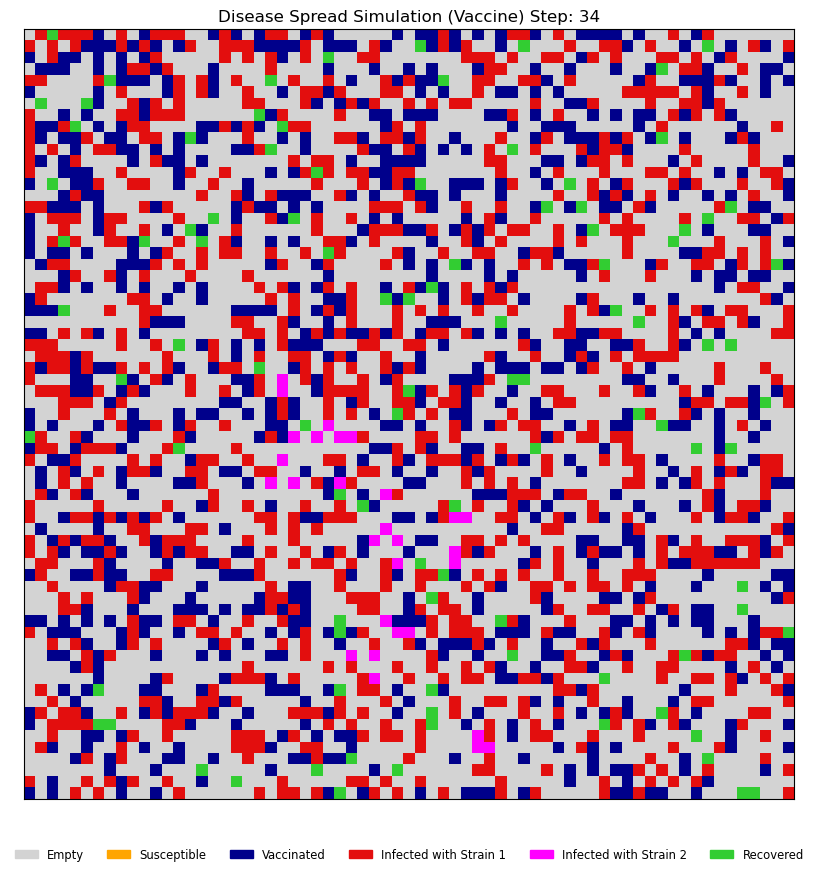 Disease Spread Simulation (Vaccine) Step: 34
Empty Susceptible Vaccinated Infected with Strain 1 Infected with Strain 2 Recovered